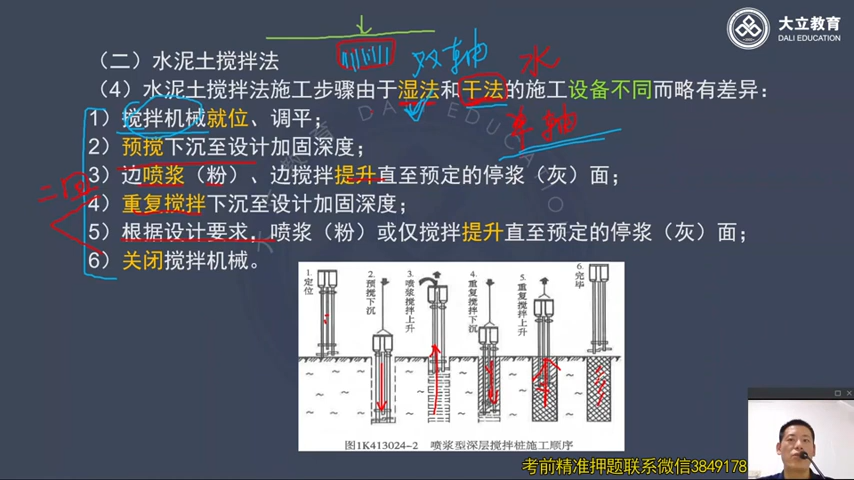 大立教育
DALI EDUCATION
（二）水泥土搅拌法
双轴
水
（4）水泥土搅拌法施工步骤由于湿法和干法的施工设备不同而略有差异：
单轴
1）搅拌机械就位、调平；
2）预搅下沉至设计加固深度；
3）边喷浆（粉）、边搅拌提升直至预定的停浆（灰）面；
二回
4）重复搅拌下沉至设计加固深度；
5）根据设计要求，喷浆（粉）或仅搅拌提升直至预定的停浆（灰）面；
6）关闭搅拌机械。
1.定位
2.预搅下沉
3.喷浆搅拌上升
4.重复搅拌下沉
5.重复搅拌上升
6.完毕
图1K413024-2 喷浆型深层搅拌桩施工顺序
考前精准押题联系微信3849178